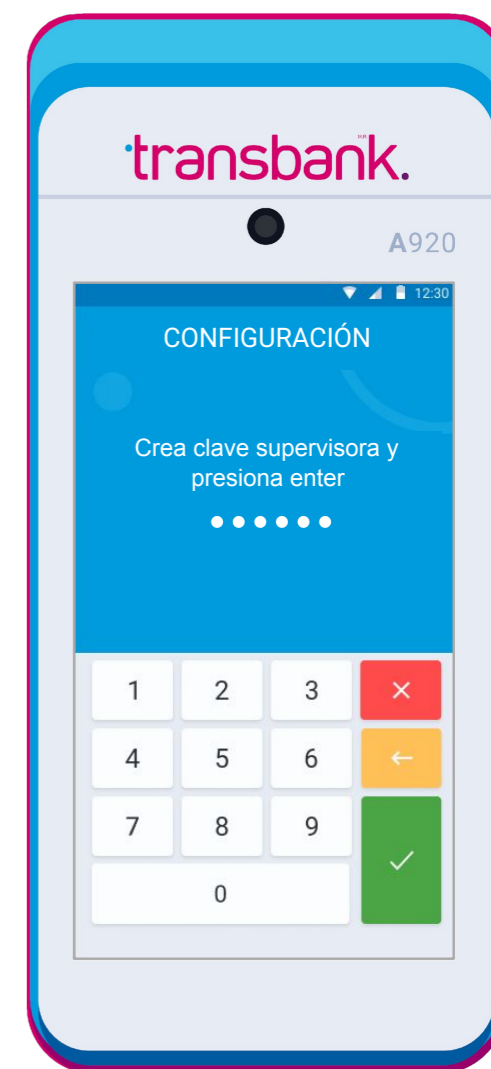 transbank.
A920
12:30
CONFIGURACIÓN
Crea clave supervisora y
presiona enter
1 2 3
4 5 6
7 8 9
0